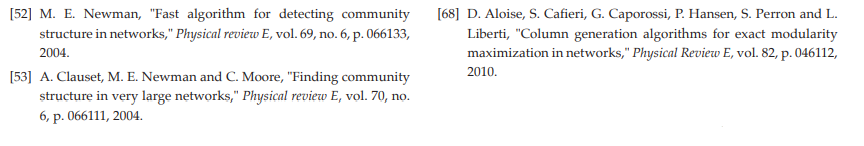 [52] M. E. Newman, "Fast algorithm for detecting community
structure in networks," Physical review E, vol. 69, no. 6, p. 066133,
2004.
[53] A. Clauset, M. E. Newman and C. Moore, "Finding community
structure in very large networks," Physical review E, vol. 70, no.
6, p. 066111, 2004.
[68] D. Aloise, S. Cafieri, G. Caporossi, P. Hansen, S. Perron and L.
Liberti, "Column generation algorithms for exact modularity
maximization in networks," Physical Review E, vol. 82, p. 046112,
2010.